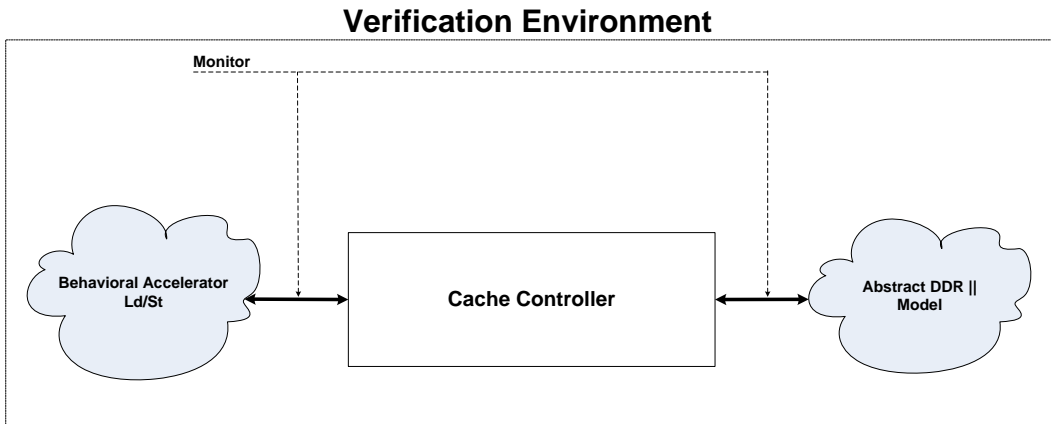 Verification Environment
Monitor
Behavioral Accelerator
Ld/St
Cache Controller
Abstract DDR ||
Model